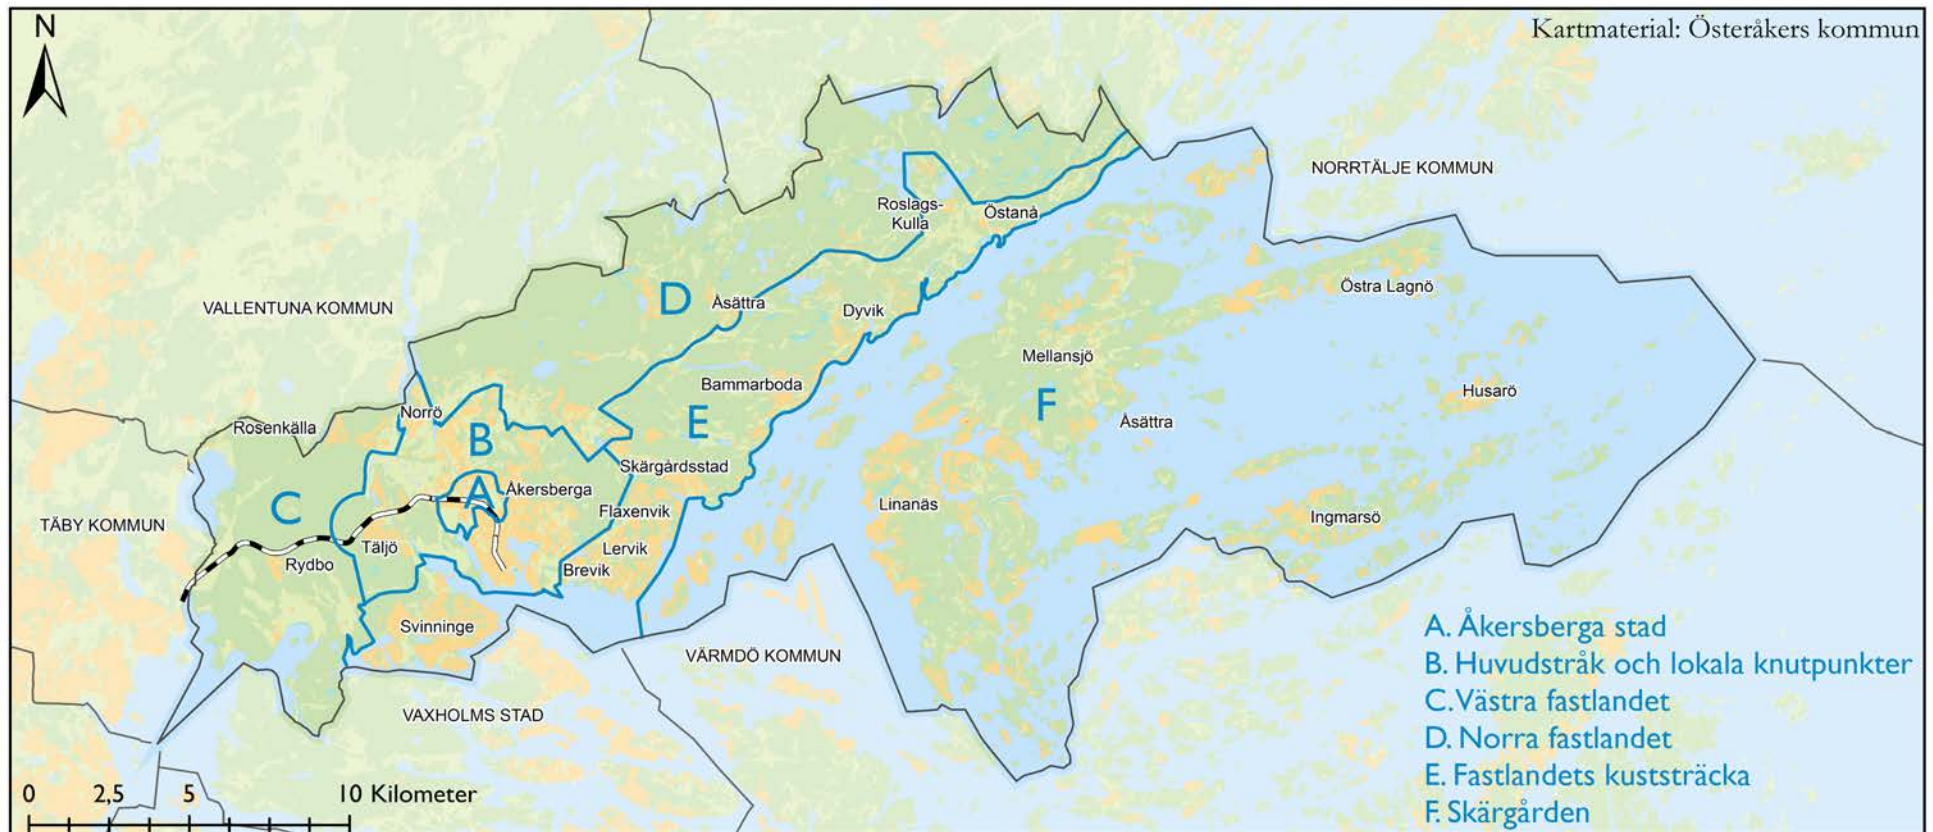 N
Kartmaterial: Österåkers kommun
NORRTÄLJE KOMMUN
Roslags-
Kulla
Östanå
VALLENTUNA KOMMUN
D
Åsättra
Dyvik
Östra Lagnö
Mellansjö
Bammarboda
Husarö
Norrö
Rosenkälla
B
E
F
Åsättra
Skärgårdsstad
C
A
Åkersberga
Linanäs
Flaxenvik
Ingmarsö
TÄBY KOMMUN
Täljö
Lervik
Rydbo
Brevik
Svinninge
VÄRMDÖ KOMMUN
VAXHOLMS STAD
A. Åkersberga stad
B. Huvudstråk och lokala knutpunkter
C. Västra fastlandet
D. Norra fastlandet
E. Fastlandets kuststräcka
F. Skärgården
0 2,5 5 10 Kilometer